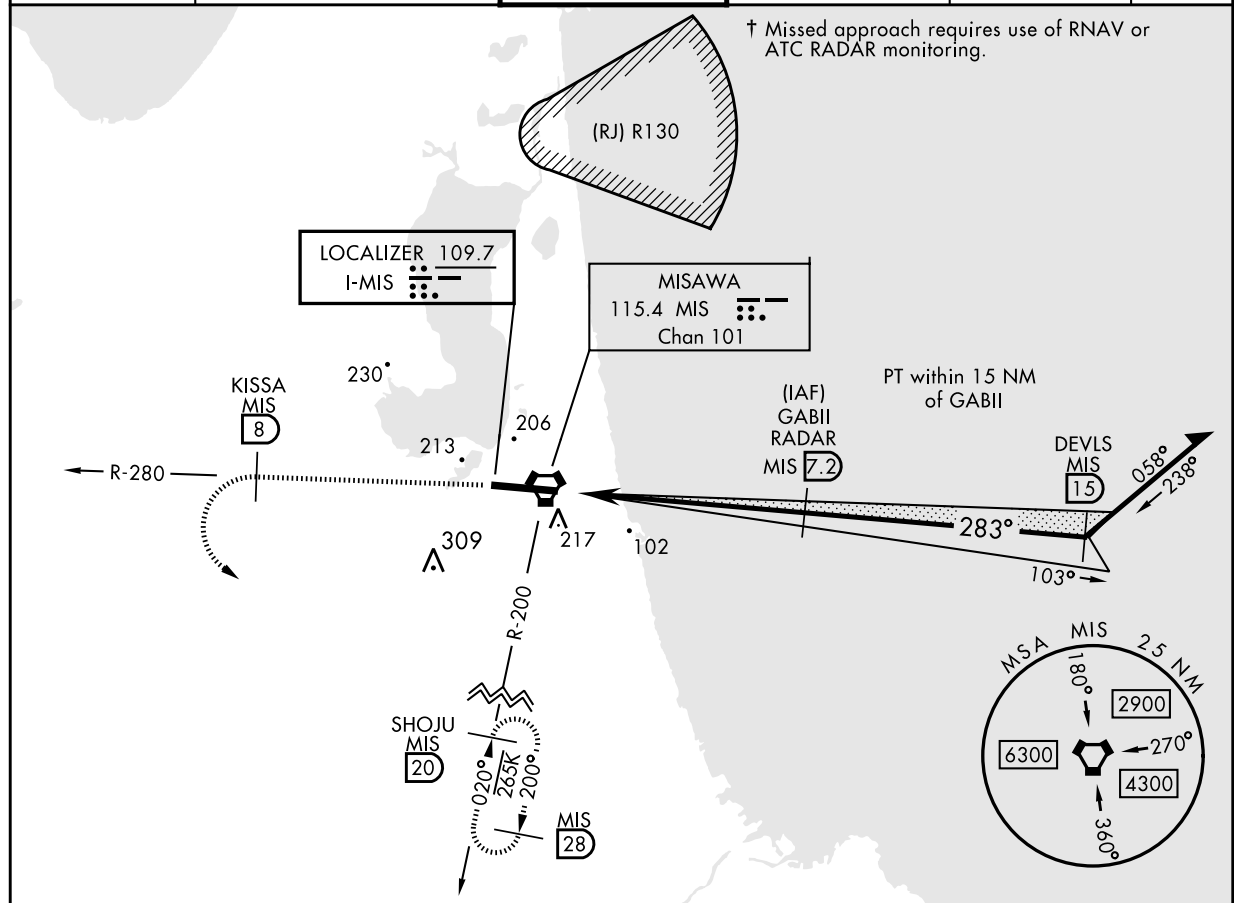 † Missed approach requires use of RNAV or
ATC RADAR monitoring.
(RJ) R130
LOCALIZER 109.7
I-MIS
MISAWA
115.4 MIS
Chan 101
230
KISSA
MIS
8
213
206
PT within 15 NM
of GABII
(IAF)
GABII
RADAR
MIS 7.2
DEVLS
MIS
15
058°
238°
R-280
309
217
102
283°
103°
R-200
SHOJU
MIS
20
020°
265K
200°
MIS
28
MSA MIS 25 NM
180°
2900
6300
270°
4300
360°